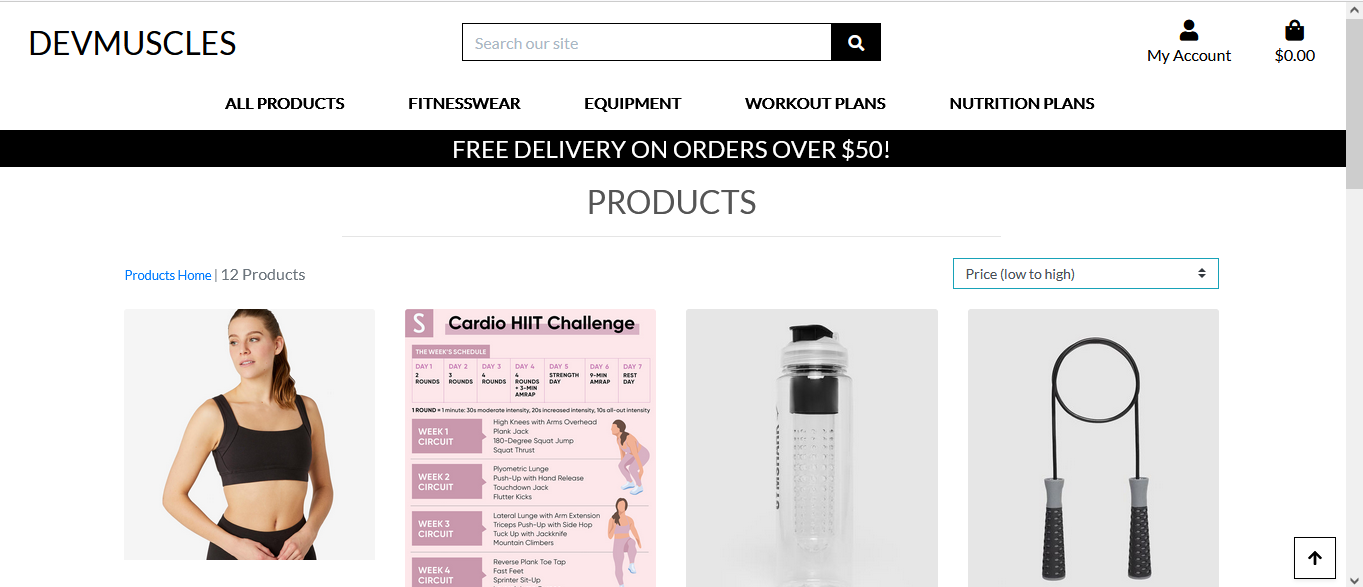 DEVMUSCLES
Search our site
My Account
$0.00
ALL PRODUCTS
FITNESSWEAR
EQUIPMENT
WORKOUT PLANS
NUTRITION PLANS
FREE DELIVERY ON ORDERS OVER $50!
PRODUCTS
Products Home | 12 Products
Price (low to high)
S Cardio HIIT Challenge
THE WEEK'S SCHEDULE
DAY 1
2
ROUNDS
DAY 2
3
ROUNDS
DAY 3
4
ROUNDS
DAY 4
4
ROUNDS
+ 3-MIN
AMRAP
DAY 5
STRENGTH
DAY
DAY 6
9-MIN
AMRAP
DAY 7
REST
DAY
1 ROUND = 1 minute: 30s moderate intensity, 20s increased intensity, 10s all-out intensity
WEEK 1
CIRCUIT
High Knees with Arms Overhead
Plank Jack
180-Degree Squat Jump
Squat Thrust
WEEK 2
CIRCUIT
Plyometric Lunge
Push-Up with Hand Release
Touchdown Jack
Flutter Kicks
WEEK 3
CIRCUIT
Lateral Lunge with Arm Extension
Triceps Push-Up with Side Hop
Tuck Up with Jackknife
Mountain Climbers
WEEK 4
CIRCUIT
Reverse Plank Toe Tap
Fast Feet
Sprinter Sit-Up
GYMSHARK